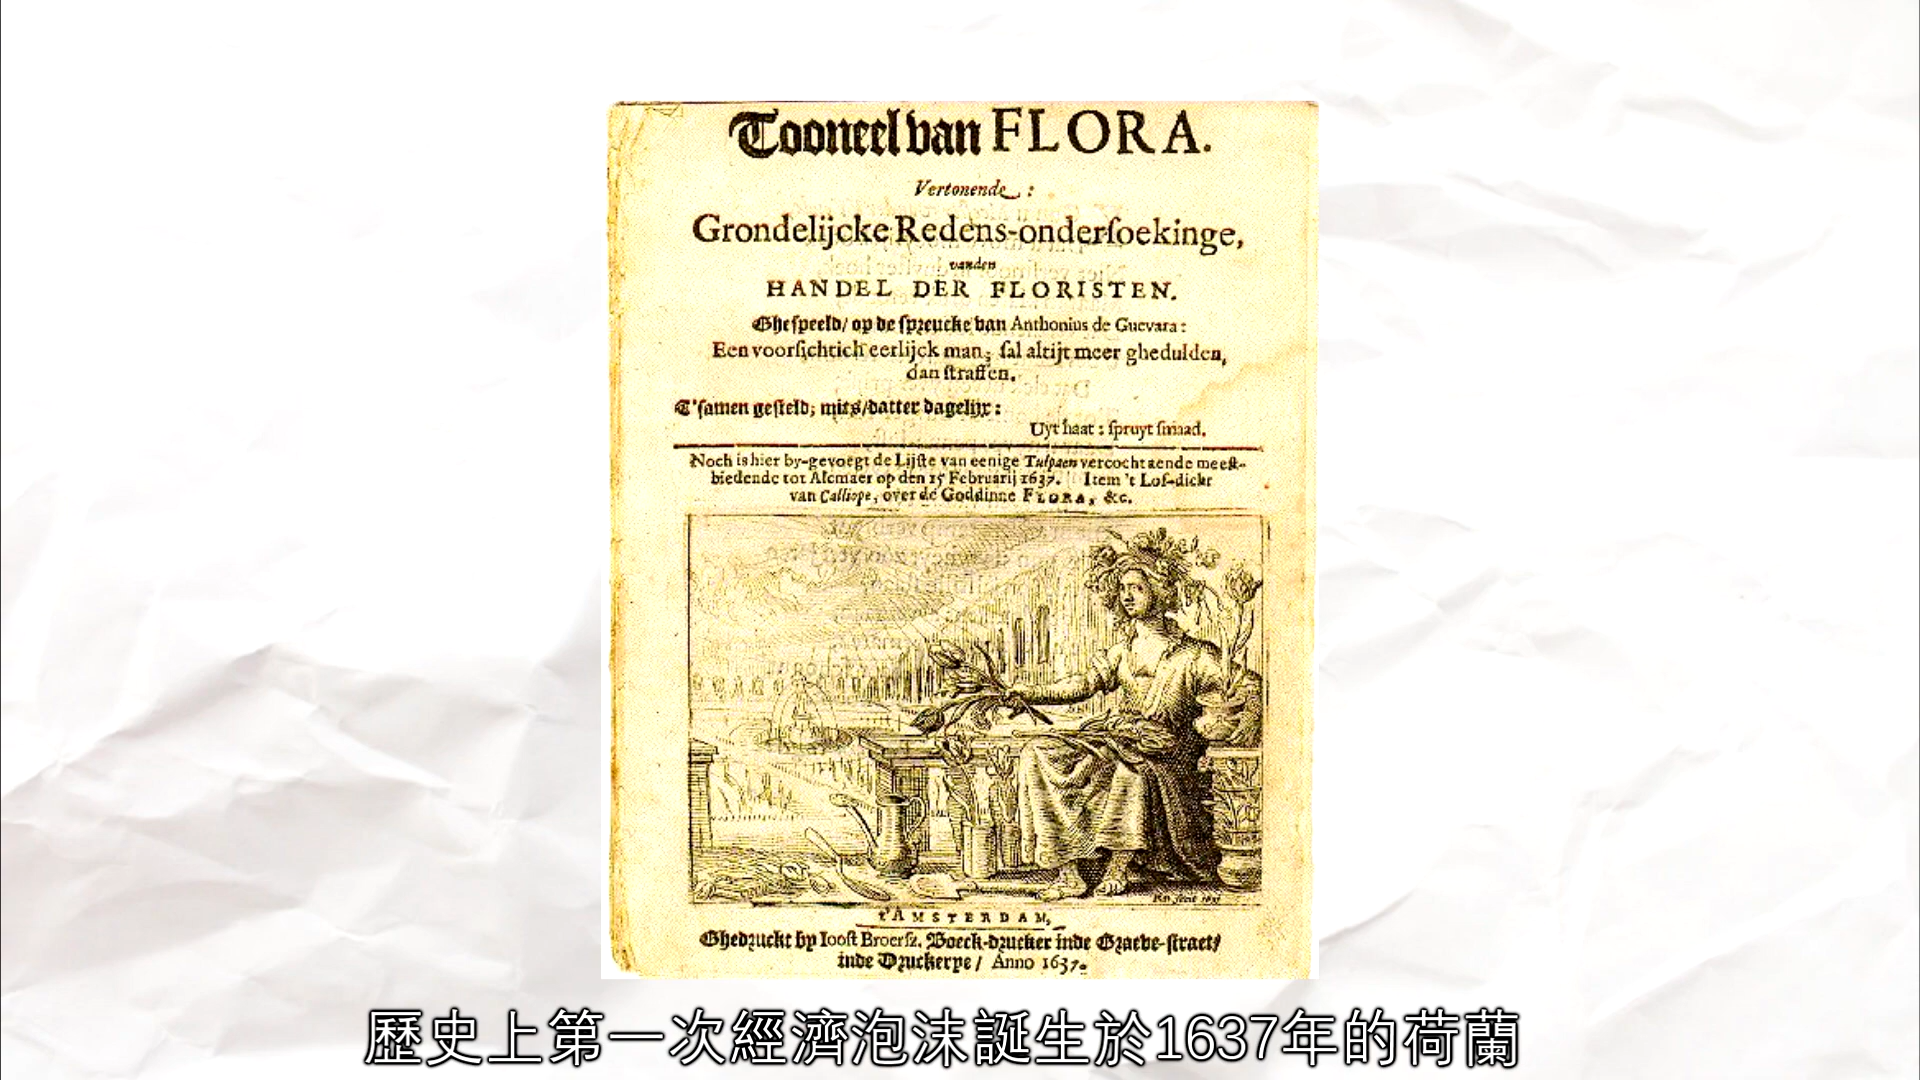 Tooneel van FLORA.
Vertonende:
Grondelijcke Redens-onderſoekinge,
vanden
HANDEL DER FLORISTEN.
Gheſpeeld/ op de ſpreucke van Anthonius de Guevara:
Een voorſichtich eerlijck man, ſal altijt meer ghedulden,
dan ſtraffen.
T'ſamen geſteld; mits/datter dagelijx:
Uyt haat: ſpruyt ſmaad.
Noch is hier by-gevoegt de Lijſte van eenige Tulpaen vercocht aende meeſt-
biedende tot Alcmaer op den 15 Februarij 1637. Item 't Lof-dicht
van Calliope, over de Goddinne FLORA, &c.
t'AMSTERDAM,
Ghedruckt by Iooſt Broerſz. Boeck-drucker inde Graeve-ſtraet/
inde Druckerye/ Anno 1637.
歷史上第一次經濟泡沫誕生於1637年的荷蘭